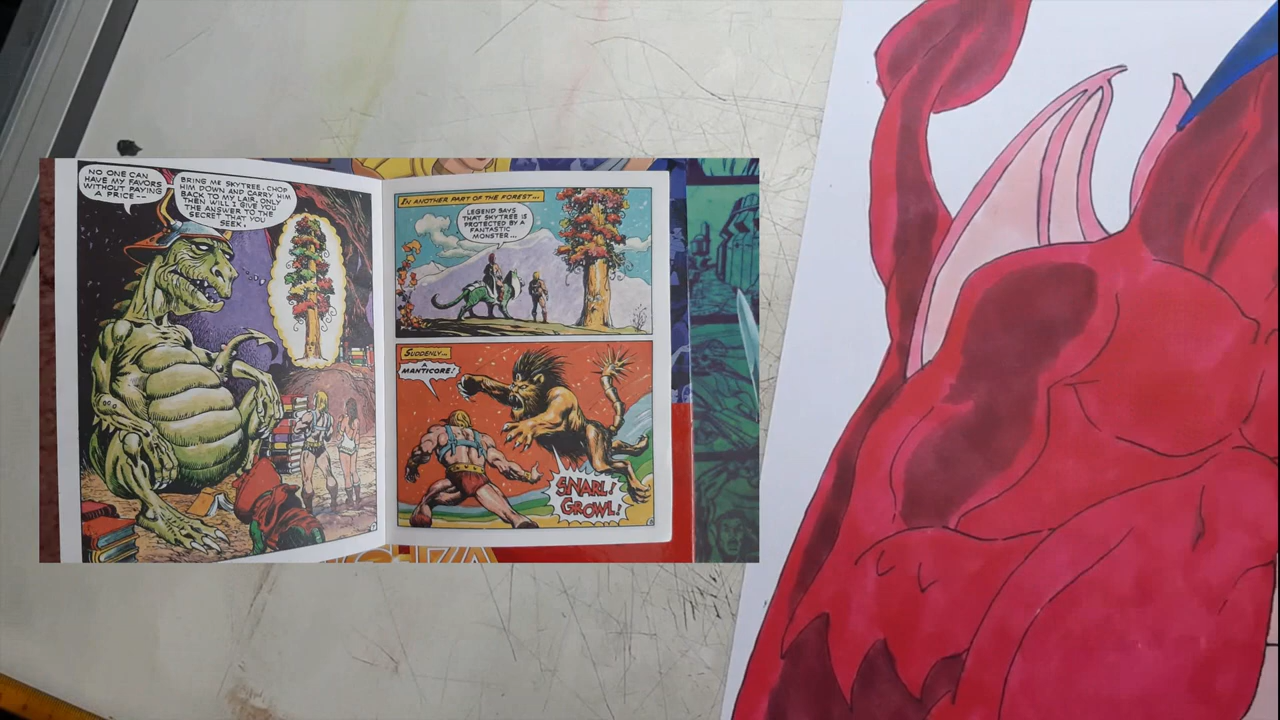 NO ONE CAN
HAVE MY FAVORS
WITHOUT PAYING
A PRICE--
BRING ME SKYTREE. CHOP
HIM DOWN AND CARRY HIM
BACK TO MY LAIR. ONLY
THEN WILL I GIVE YOU
THE ANSWER TO THE
SECRET THAT YOU
SEEK.
IN ANOTHER PART OF THE FOREST...
LEGEND SAYS
THAT SKYTREE IS
PROTECTED BY A
FANTASTIC
MONSTER...
SUDDENLY...
A
MANTICORE!
SNARL!
GROWL!